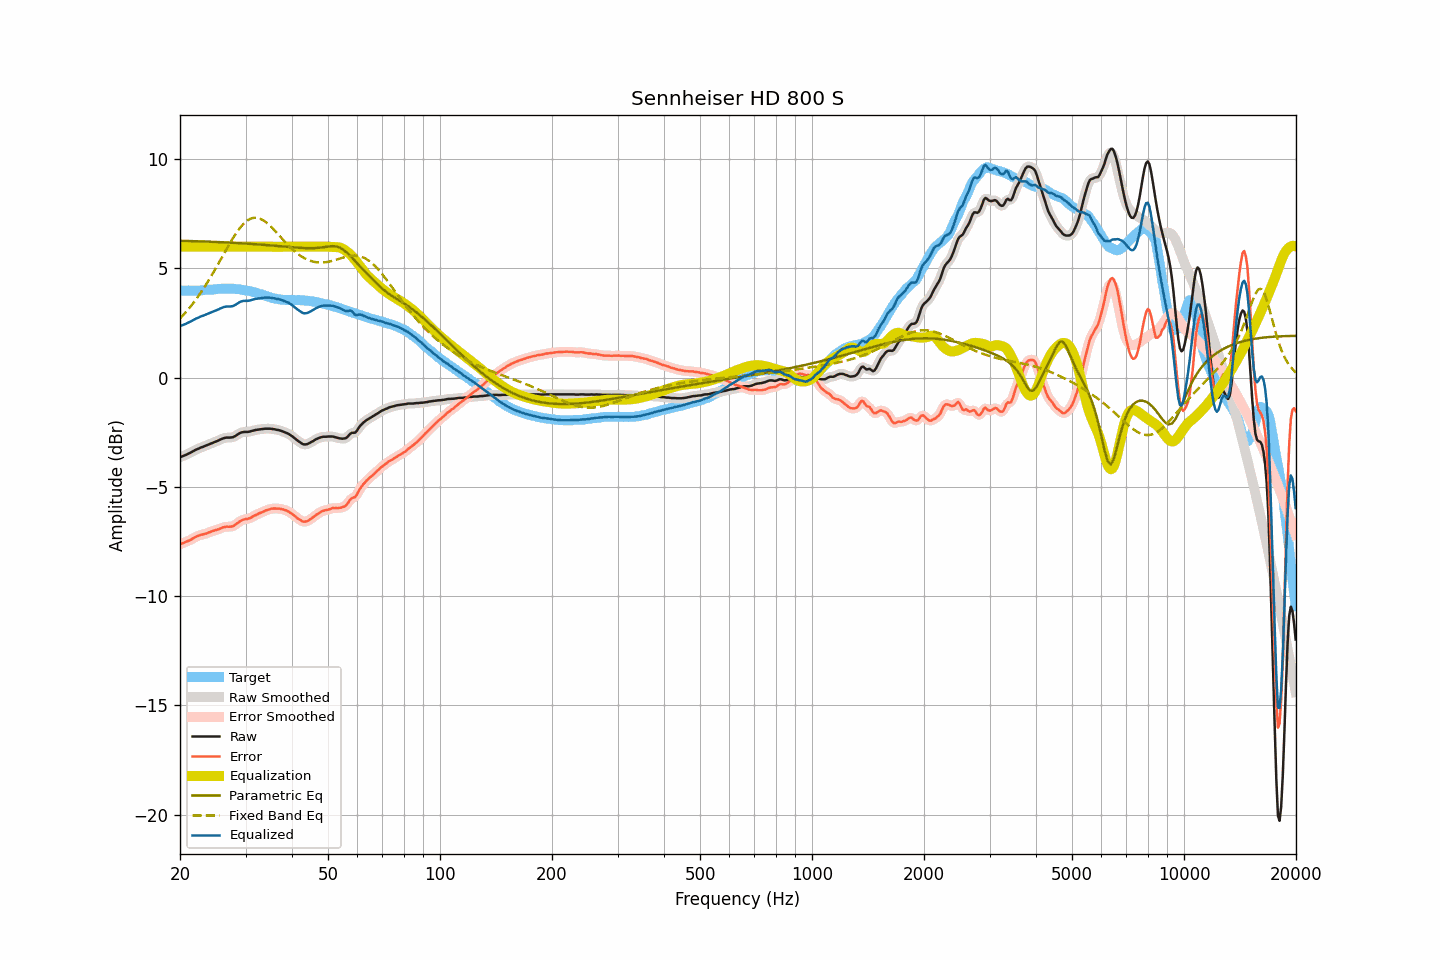 Sennheiser HD 800 S
10
5
0
−5
−10
−15
−20
Amplitude (dBr)
Target
Raw Smoothed
Error Smoothed
Raw
Error
Equalization
Parametric Eq
Fixed Band Eq
Equalized
20 50 100 200 500 1000 2000 5000 10000 20000
Frequency (Hz)